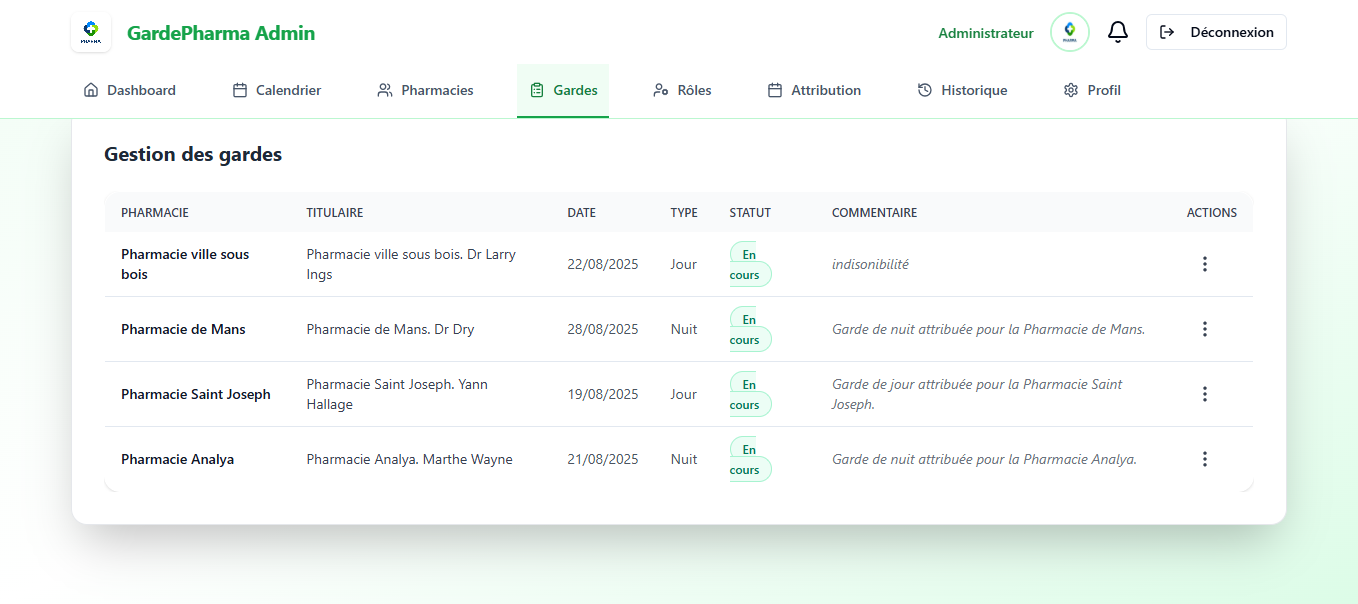 PHARMA
GardePharma Admin
Administrateur
Déconnexion
Dashboard
Calendrier
Pharmacies
Gardes
Rôles
Attribution
Historique
Profil
Gestion des gardes
PHARMACIE
TITULAIRE
DATE
TYPE
STATUT
COMMENTAIRE
ACTIONS
Pharmacie ville sous
bois
Pharmacie ville sous bois. Dr Larry
Ings
22/08/2025
Jour
En
cours
indisonibilité
Pharmacie de Mans
Pharmacie de Mans. Dr Dry
28/08/2025
Nuit
En
cours
Garde de nuit attribuée pour la Pharmacie de Mans.
Pharmacie Saint Joseph
Pharmacie Saint Joseph. Yann
Hallage
19/08/2025
Jour
En
cours
Garde de jour attribuée pour la Pharmacie Saint
Joseph.
Pharmacie Analya
Pharmacie Analya. Marthe Wayne
21/08/2025
Nuit
En
cours
Garde de nuit attribuée pour la Pharmacie Analya.